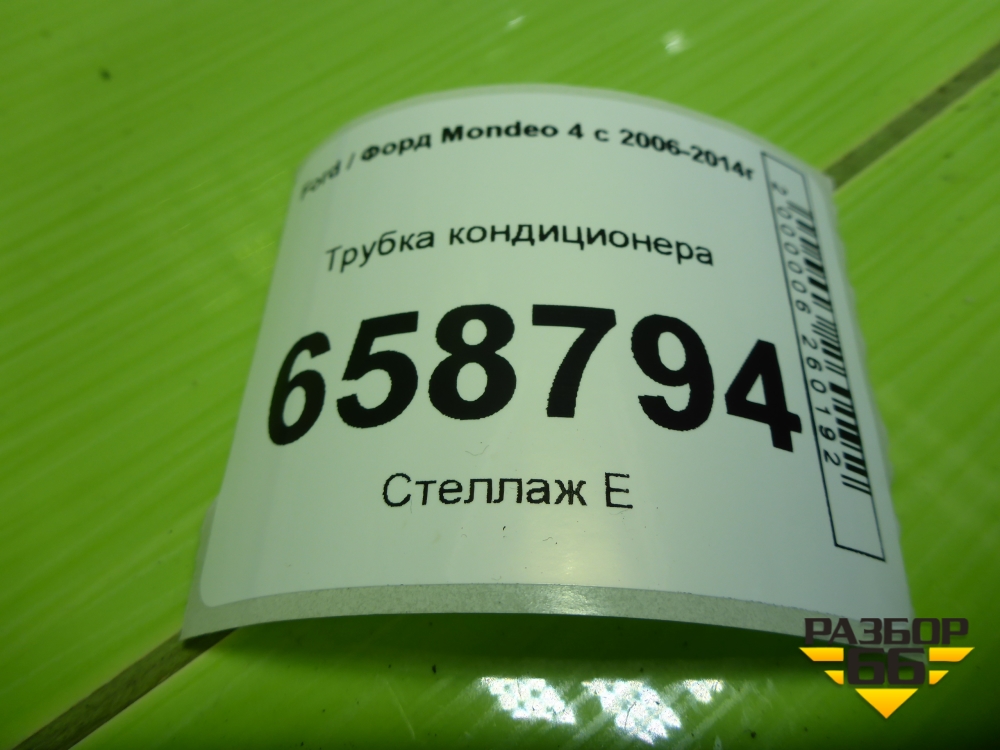 Ford / Форд Mondeo 4 с 2006-2014г
Трубка кондиционера
658794
Стеллаж Е
2000006260192
РАЗБОР
66